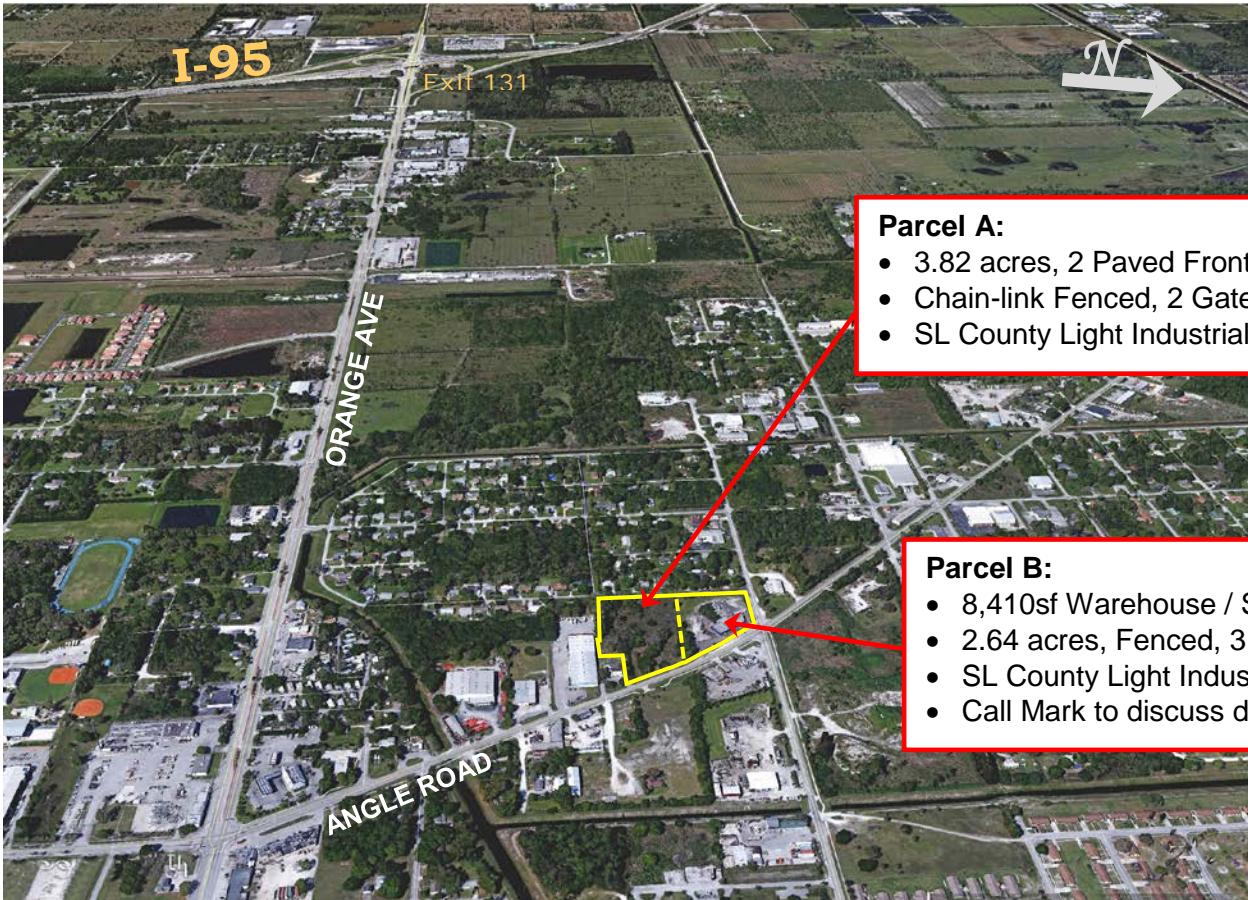 I-95
Exit 131
N
Parcel A:
• 3.82 acres, 2 Paved Front
• Chain-link Fenced, 2 Gate
• SL County Light Industrial
ORANGE AVE
Parcel B:
• 8,410sf Warehouse / S
• 2.64 acres, Fenced, 3
• SL County Light Indus
• Call Mark to discuss d
ANGLE ROAD